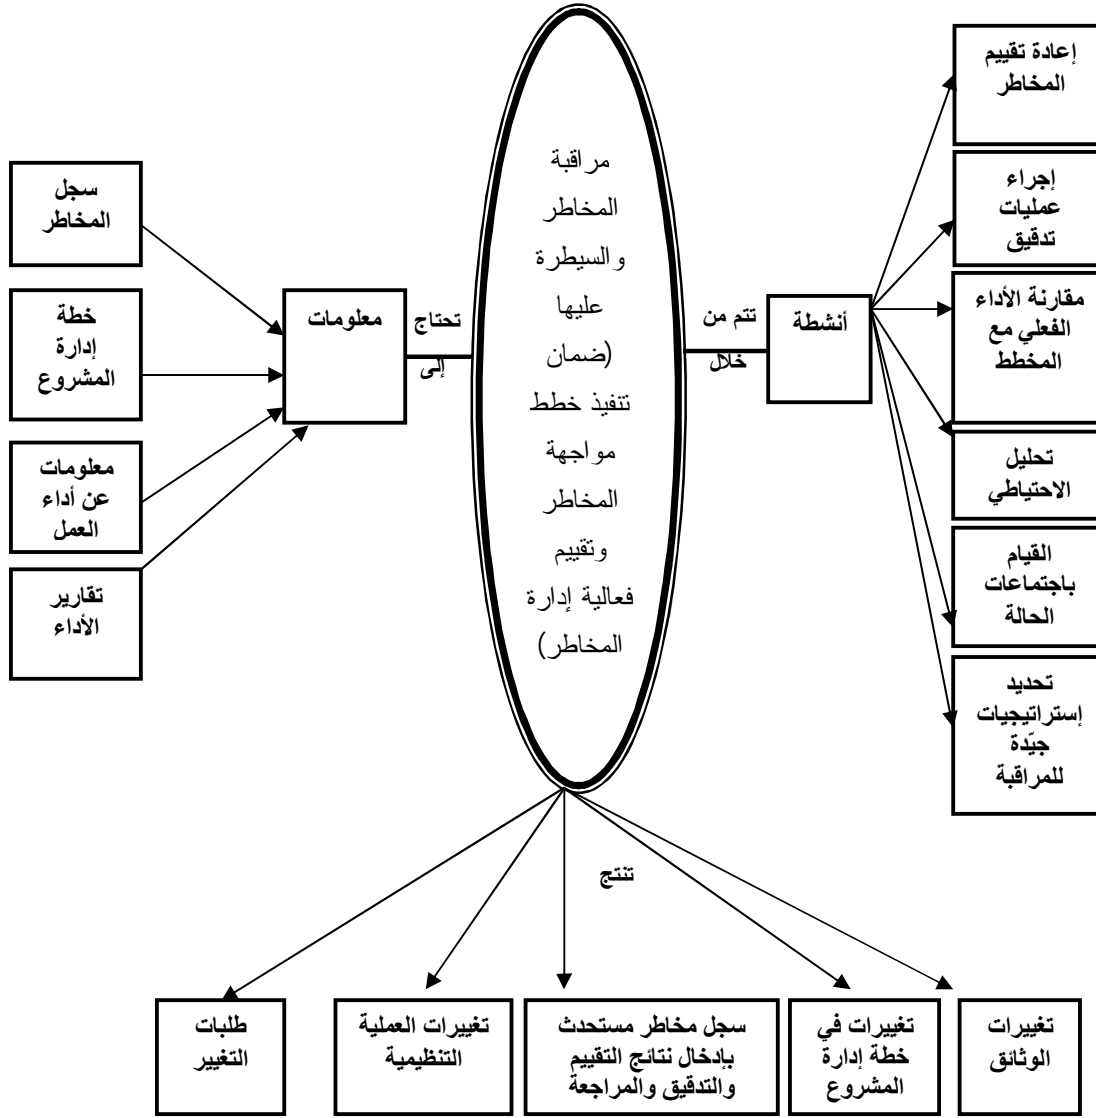 إعادة تقييم
المخاطر
إجراء
عمليات
تدقيق
مقارنة الأداء
الفعلي مع
المخطط
تحليل
الاحتياطي
القيام
باجتماعات
الحالة
تحديد
إستراتيجيات
جيّدة
للمراقبة
أنشطة
تتم من
خلال
مراقبة
المخاطر
والسيطرة
عليها
(ضمان
تنفيذ خطط
مواجهة
المخاطر
وتقييم
فعالية إدارة
المخاطر)
تحتاج
إلى
معلومات
سجل
المخاطر
خطة
إدارة
المشروع
معلومات
عن أداء
العمل
تقارير
الأداء
تنتج
تغييرات
الوثائق
تغييرات في
خطة إدارة
المشروع
سجل مخاطر مستحدث
بإدخال نتائج التقييم
والتدقيق والمراجعة
تغييرات العملية
التنظيمية
طلبات
التغيير